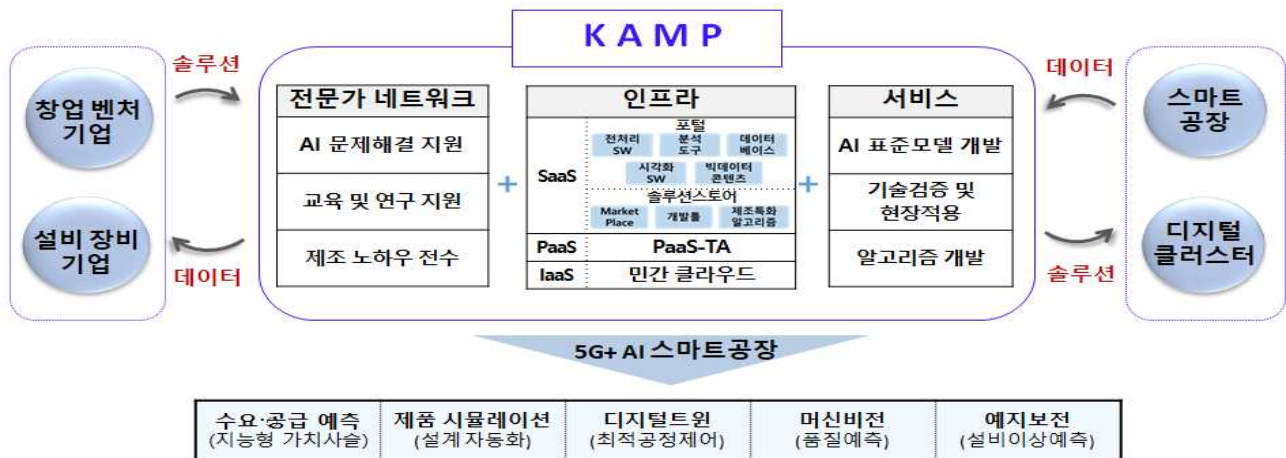 K A M P
솔루션
창업 벤처
기업
설비 장비
기업
데이터
전문가 네트워크
AI 문제해결 지원
교육 및 연구 지원
제조 노하우 전수
+
인프라
SaaS
포털
전처리
SW
분석
도구
데이터
베이스
시각화
SW
빅데이터
콘텐츠
솔루션스토어
Market
Place
개발툴
제조특화
알고리즘
PaaS
PaaS-TA
IaaS
민간 클라우드
+
서비스
AI 표준모델 개발
기술검증 및
현장적용
알고리즘 개발
데이터
스마트
공장
디지털
클러스터
솔루션
5G+ AI 스마트공장
수요·공급 예측
(지능형 가치사슬)
제품 시뮬레이션
(설계자동화)
디지털트윈
(최적공정제어)
머신비전
(품질예측)
예지보전
(설비이상예측)